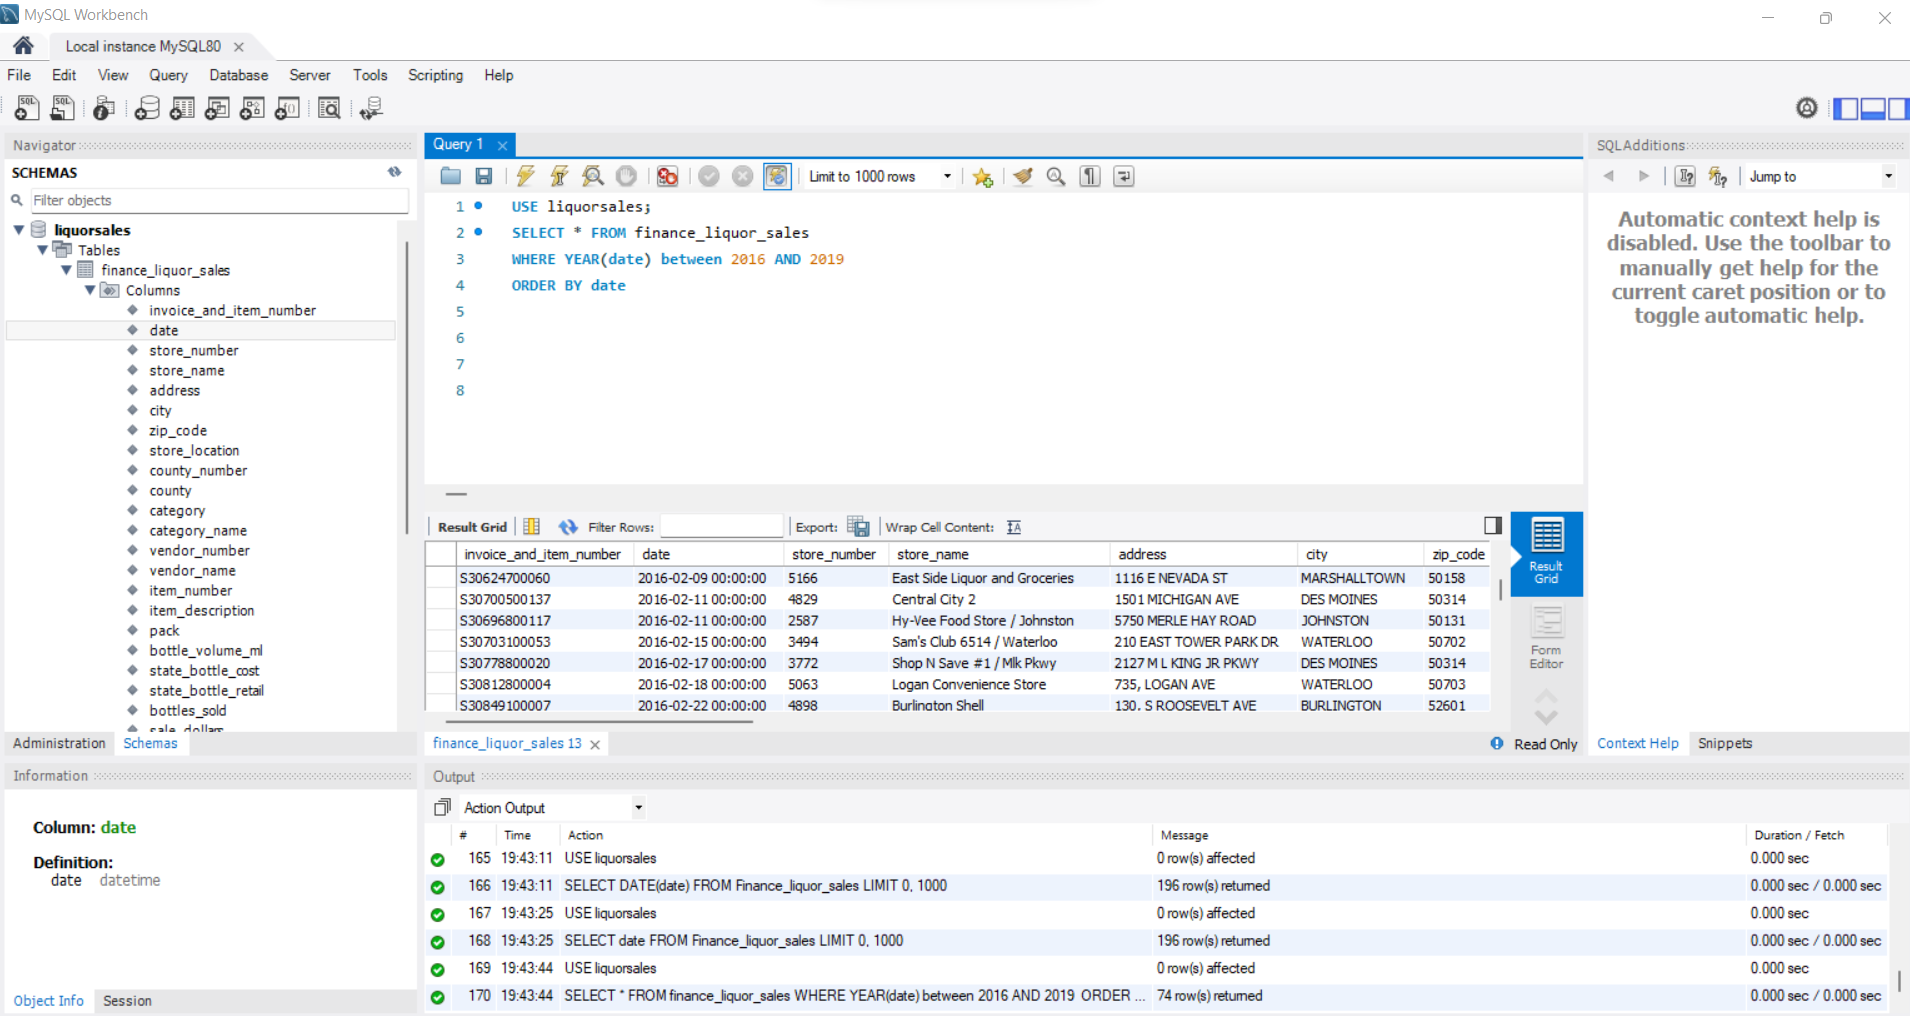 MySQL Workbench
Local instance MySQL80
File Edit View Query Database Server Tools Scripting Help
Navigator
SCHEMAS
Filter objects
liquorsales
Tables
finance_liquor_sales
Columns
invoice_and_item_number
date
store_number
store_name
address
city
zip_code
store_location
county_number
county
category
category_name
vendor_number
vendor_name
item_number
item_description
pack
bottle_volume_ml
state_bottle_cost
state_bottle_retail
bottles_sold
sale_dollars
Administration Schemas
Information
Column: date
Definition:
date datetime
Object Info Session
Query 1
Limit to 1000 rows
1 USE liquorsales;
2 SELECT * FROM finance_liquor_sales
3 WHERE YEAR(date) between 2016 AND 2019
4 ORDER BY date
5
6
7
8
Result Grid Filter Rows: Export: Wrap Cell Content:
invoice_and_item_number date store_number store_name address city zip_code
S30624700060 2016-02-09 00:00:00 5166 East Side Liquor and Groceries 1116 E NEVADA ST MARSHALLTOWN 50158
S30700500137 2016-02-11 00:00:00 4829 Central City 2 1501 MICHIGAN AVE DES MOINES 50314
S30696800117 2016-02-11 00:00:00 2587 Hy-Vee Food Store / Johnston 5750 MERLE HAY ROAD JOHNSTON 50131
S30703100053 2016-02-15 00:00:00 3494 Sam's Club 6514 / Waterloo 210 EAST TOWER PARK DR WATERLOO 50702
S30778800020 2016-02-17 00:00:00 3772 Shop N Save #1 / Mlk Pkwy 2127 M L KING JR PKWY DES MOINES 50314
S30812800004 2016-02-18 00:00:00 5063 Logan Convenience Store 735, LOGAN AVE WATERLOO 50703
S30849100007 2016-02-22 00:00:00 4898 Burlington Shell 130, S ROOSEVELT AVE BURLINGTON 52601
Result Grid
Form Editor
finance_liquor_sales 13
Read Only
SQLAdditions
Jump to
Automatic context help is
disabled. Use the toolbar to
manually get help for the
current caret position or to
toggle automatic help.
Context Help Snippets
Output
Action Output
# Time Action Message Duration / Fetch
165 19:43:11 USE liquorsales 0 row(s) affected 0.000 sec
166 19:43:11 SELECT DATE(date) FROM Finance_liquor_sales LIMIT 0, 1000 196 row(s) returned 0.000 sec / 0.000 sec
167 19:43:25 USE liquorsales 0 row(s) affected 0.000 sec
168 19:43:25 SELECT date FROM Finance_liquor_sales LIMIT 0, 1000 196 row(s) returned 0.000 sec / 0.000 sec
169 19:43:44 USE liquorsales 0 row(s) affected 0.000 sec
170 19:43:44 SELECT * FROM finance_liquor_sales WHERE YEAR(date) between 2016 AND 2019 ORDER ... 74 row(s) returned 0.000 sec / 0.000 sec